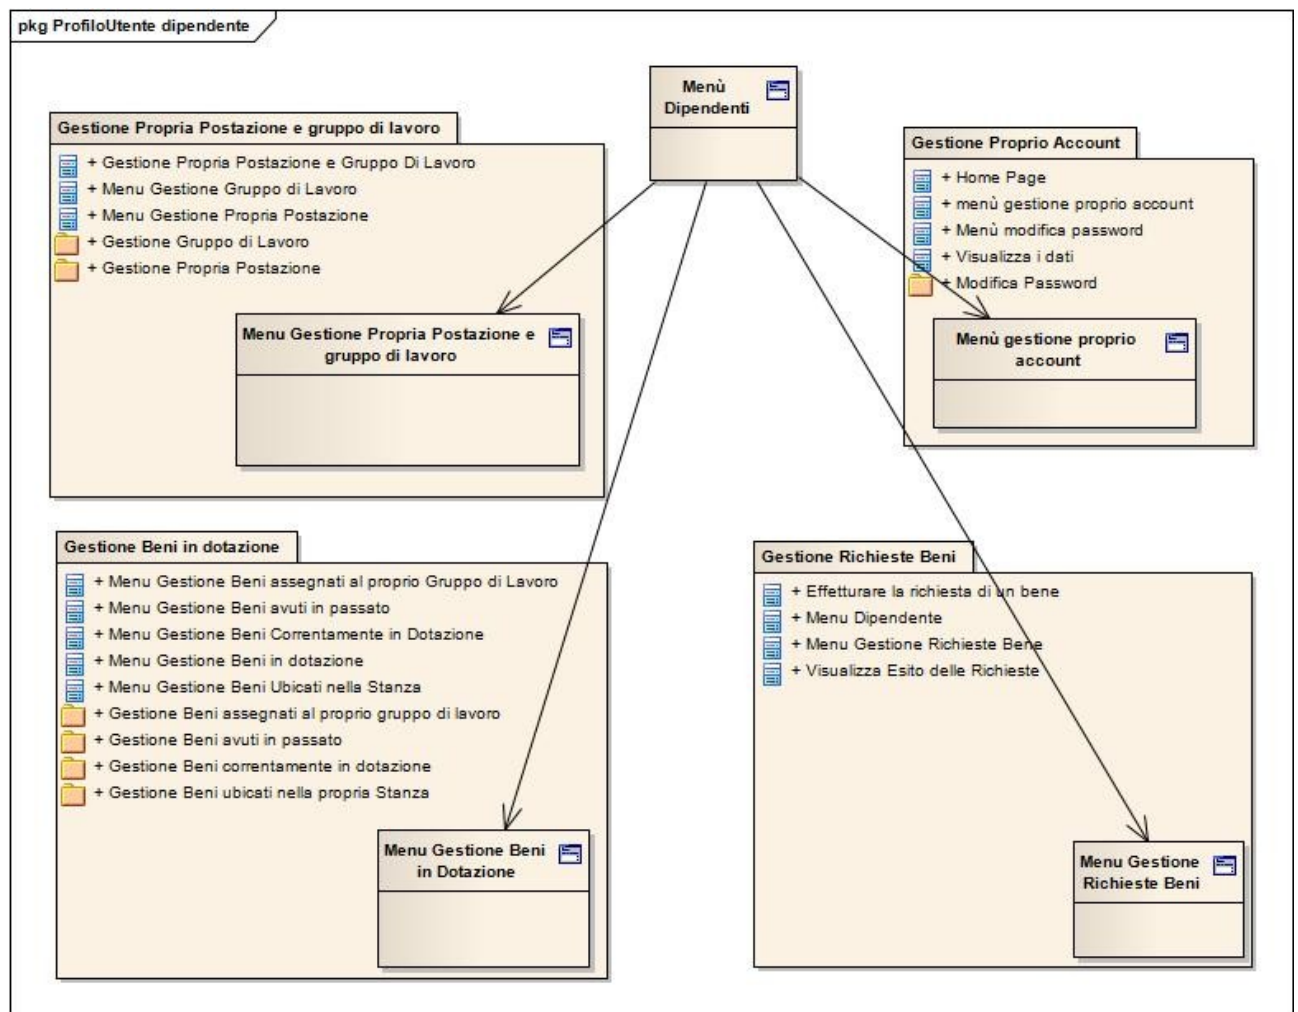 pkg ProfiloUtente dipendente
Menù
Dipendenti
Gestione Propria Postazione e gruppo di lavoro
+ Gestione Propria Postazione e Gruppo Di Lavoro
+ Menu Gestione Gruppo di Lavoro
+ Menu Gestione Propria Postazione
+ Gestione Gruppo di Lavoro
+ Gestione Propria Postazione
Menu Gestione Propria Postazione e
gruppo di lavoro
Gestione Proprio Account
+ Home Page
+ menù gestione proprio account
+ Menù modifica password
+ Visualizza i dati
+ Modifica Password
Menù gestione proprio
account
Gestione Beni in dotazione
+ Menu Gestione Beni assegnati al proprio Gruppo di Lavoro
+ Menu Gestione Beni avuti in passato
+ Menu Gestione Beni Correntamente in Dotazione
+ Menu Gestione Beni in dotazione
+ Menu Gestione Beni Ubicati nella Stanza
+ Gestione Beni assegnati al proprio gruppo di lavoro
+ Gestione Beni avuti in passato
+ Gestione Beni correntamente in dotazione
+ Gestione Beni ubicati nella propria Stanza
Menu Gestione Beni
in Dotazione
Gestione Richieste Beni
+ Effetturare la richiesta di un bene
+ Menu Dipendente
+ Menu Gestione Richieste Bene
+ Visualizza Esito delle Richieste
Menu Gestione
Richieste Beni